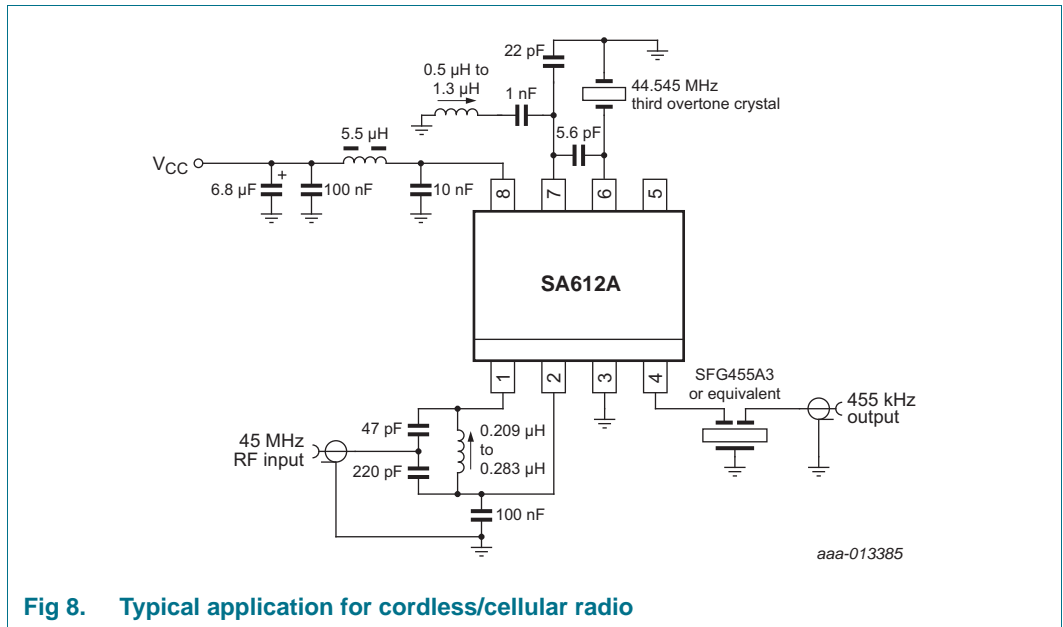 22 pF
0.5 μH to
1.3 μH
1 nF
44.545 MHz
third overtone crystal
5.6 pF
5.5 μH
VCC
6.8 μF
+
100 nF
10 nF
8
7
6
5
SA612A
1
2
3
4
SFG455A3
or equivalent
455 kHz
output
47 pF
0.209 μH
to
0.283 μH
45 MHz
RF input
220 pF
100 nF
aaa-013385
Fig 8. Typical application for cordless/cellular radio